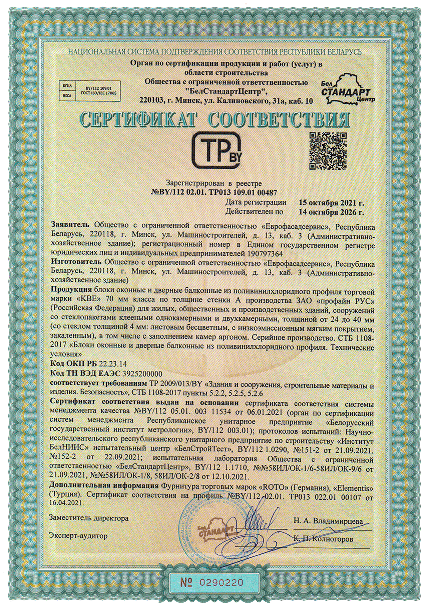 НАЦИОНАЛЬНАЯ СИСТЕМА ПОДТВЕРЖДЕНИЯ СООТВЕТСТВИЯ РЕСПУБЛИКИ БЕЛАРУСЬ
Орган по сертификации продукции и работ (услуг) в
области строительства
Общества с ограниченной ответственностью
"БелСтандартЦентр",
220103, г. Минск, ул. Калиновского, 31а, каб. 10
Бел
СТАНДАРТ
Центр
СЕРТИФИКАТ СООТВЕТСТВИЯ
ТР BY
Зарегистрирован в реестре
№BY/112 02.01. ТР013 109.01 00487
Дата регистрации 15 октября 2021 г.
Действителен по 14 октября 2026 г.
Заявитель Общество с ограниченной ответственностью «Еврофасадсервис», Республика
Беларусь, 220118, г. Минск, ул. Машиностроителей, д. 13, каб. 3 (Административно-
хозяйственное здание); регистрационный номер в Едином государственном регистре
юридических лиц и индивидуальных предпринимателей 190797364
Изготовитель Общество с ограниченной ответственностью «Еврофасадсервис», Республика
Беларусь, 220118, г. Минск, ул. Машиностроителей, д. 13, каб. 3 (Административно-
хозяйственное здание)
Продукция блоки оконные и дверные балконные из поливинилхлоридного профиля торговой
марки «KBE» 70 мм класса по толщине стенки А производства ЗАО «профайн РУС»
(Российская Федерация) для жилых, общественных и производственных зданий, сооружений
со стеклопакетами клееными однокамерными и двухкамерными, толщиной от 24 до 40 мм
(со стеклом толщиной 4 мм: листовым бесцветным, с низкоэмиссионным мягким покрытием,
закаленным), в том числе с заполнением камер аргоном. Серийное производство. СТБ 1108-
2017 «Блоки оконные и дверные балконные из поливинилхлоридного профиля. Технические
условия»
Код ОКП РБ 22.23.14
Код ТН ВЭД ЕАЭС 3925200000
соответствует требованиям ТР 2009/013/BY «Здания и сооружения, строительные материалы и
изделия. Безопасность», СТБ 1108-2017 пункты 5.2.2, 5.2.5, 5.2.6
Сертификат соответствия выдан на основании сертификата соответствия системы
менеджмента качества №BY/112 05.01. 003 11534 от 06.01.2021 (орган по сертификации
систем менеджмента Республиканское унитарное предприятие «Белорусский
государственный институт метрологии», BY/112 003.01); протоколов испытаний: Научно-
исследовательского республиканского унитарного предприятия по строительству «Институт
БелНИИС» испытательный центр «БелСтройТест», BY/112 1.0290, №151-2 от 21.09.2021,
№152-2 от 22.09.2021; испытательная лаборатория Общества с ограниченной
ответственностью «БелСтандартЦентр», BY/112 1.1710, №№58ИЛ/ОК-1/6-58ИЛ/ОК-9/6 от
21.09.2021, №№58ИЛ/ОК-1/8, 58ИЛ/ОК-2/8 от 12.10.2021.
Дополнительная информация Фурнитура торговых марок «ROTO» (Германия), «Elementis»
(Турция). Сертификат соответствия на профиль №BY/112 02.01. ТР013 022.01 00107 от
16.04.2021.
Заместитель директора Н. А. Владимирцева
Эксперт-аудитор К. П. Колногоров
№ 0290220